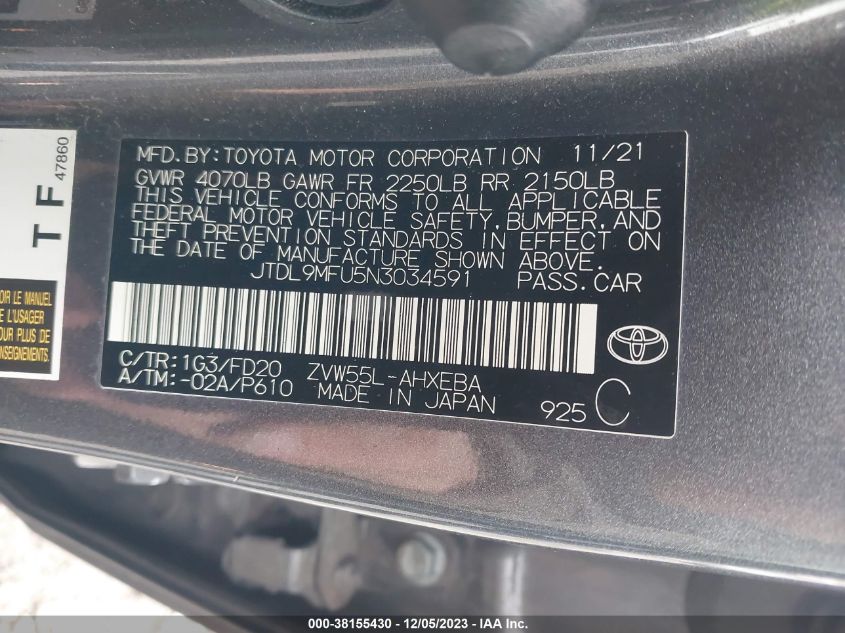 47860
T F
R LE MANUEL
E L'USAGER
OUR PLUS DE
NSEIGNEMENTS.
MFD.BY:TOYOTA MOTOR CORPORATION 11/21
GVWR 4070LB GAWR FR 2250LB RR 2150LB
THIS VEHICLE CONFORMS TO ALL APPLICABLE
FEDERAL MOTOR VEHICLE SAFETY,BUMPER,AND
THEFT PREVENTION STANDARDS IN EFFECT ON
THE DATE OF MANUFACTURE SHOWN ABOVE.
JTDL9MFU5N3034591 PASS.CAR
C/TR:1G3/FD20 ZVW55L-AHXEBA
A/TM:-02A/P610 MADE IN JAPAN 925 C
TOYOTA
000-38155430 - 12/05/2023 - IAA Inc.